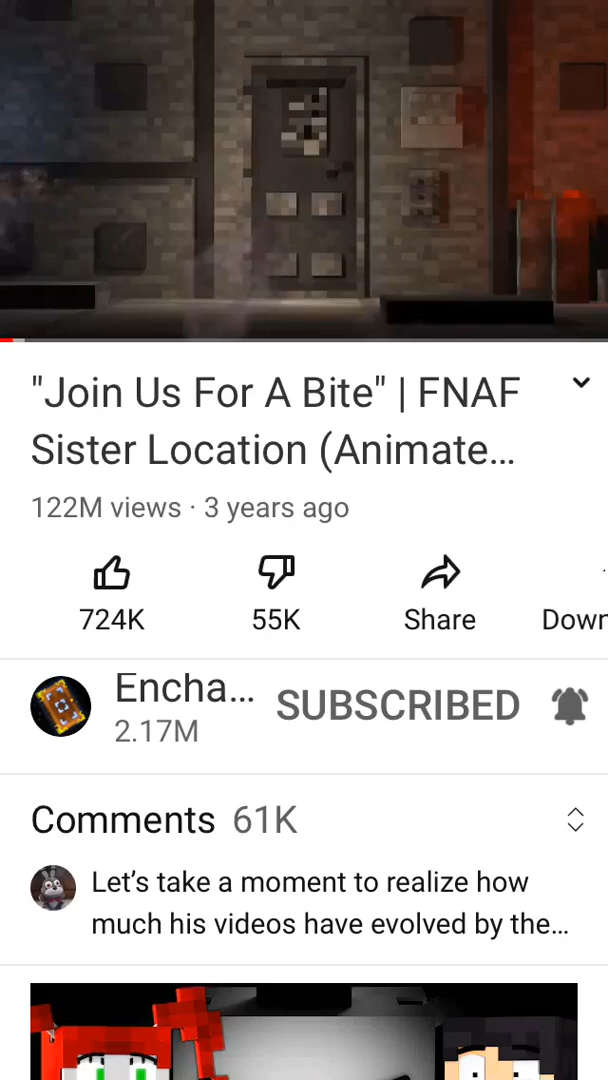 "Join Us For A Bite" | FNAF
Sister Location (Animate...
122M views · 3 years ago
724K
55K
Share
Down
Encha...
SUBSCRIBED
2.17M
Comments 61K
Let's take a moment to realize how
much his videos have evolved by the...